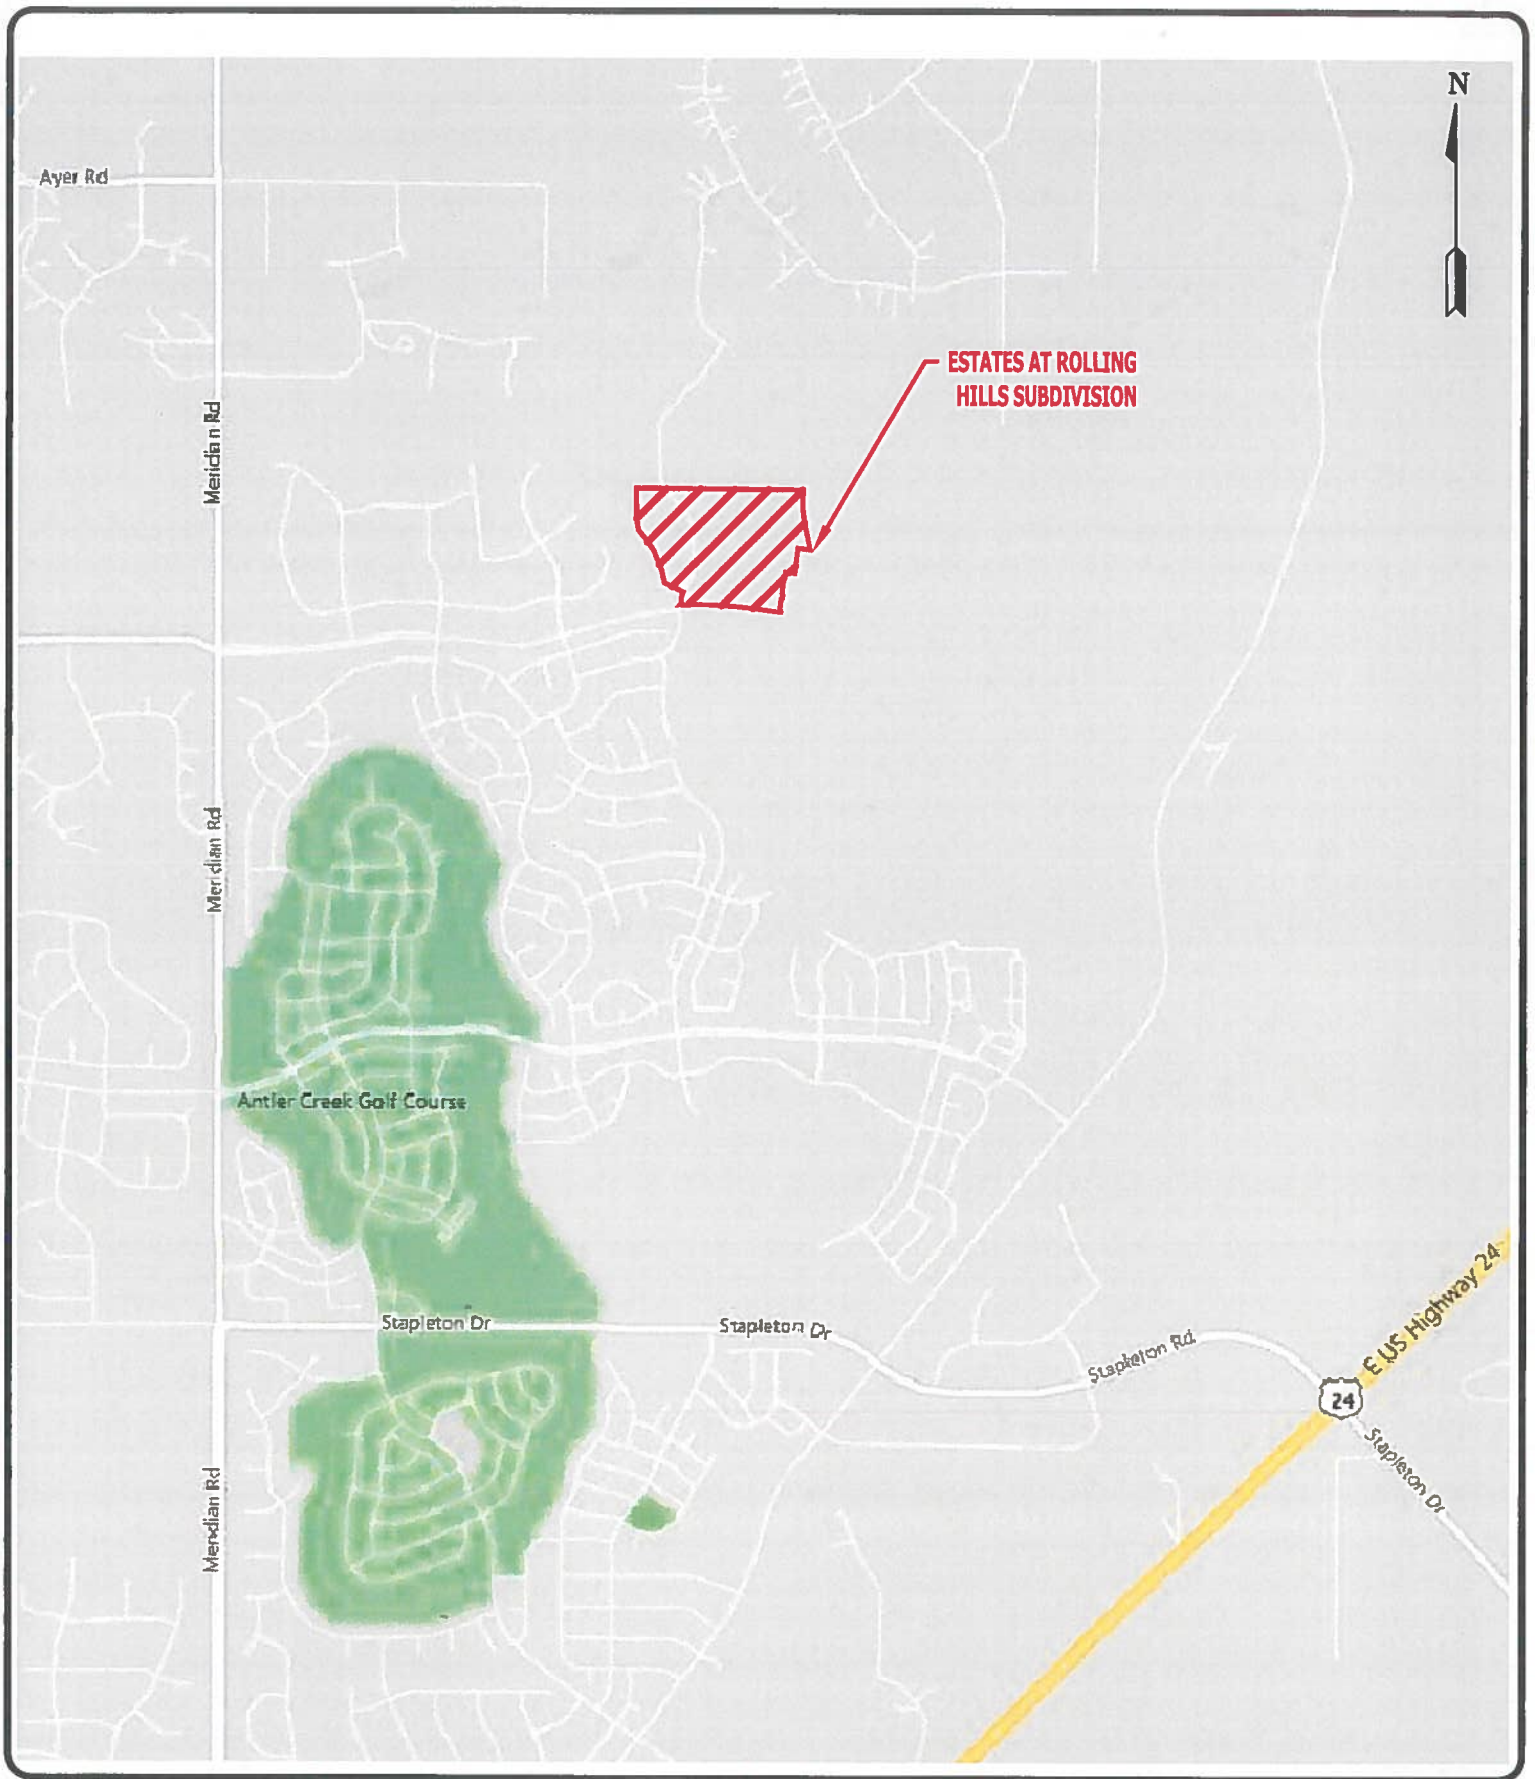 N
Ayer Rd
ESTATES AT ROLLING
HILLS SUBDIVISION
Meridian Rd
Meridian Rd
Antler Creek Golf Course
E US Highway 24
Stapleton Dr
Stapleton Dr
Stapleton Rd
24
Stapleton Dr
Meridian Rd